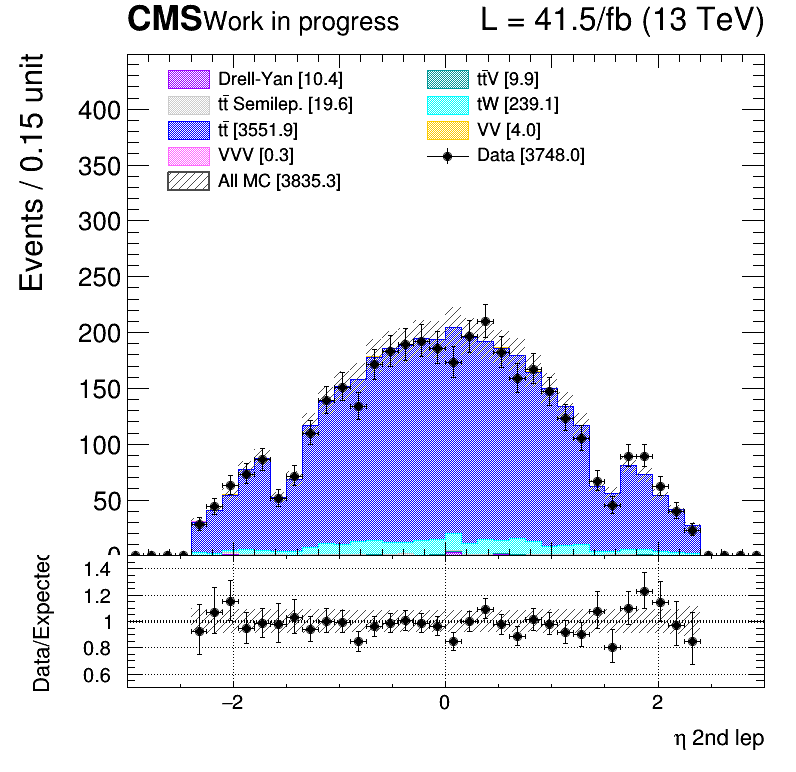 CMS Work in progress L = 41.5/fb (13 TeV)
Events / 0.15 unit
Drell-Yan [10.4]
tt̄ Semilep. [19.6]
tt̄ [3551.9]
VVV [0.3]
All MC [3835.3]
tt̄V [9.9]
tW [239.1]
VV [4.0]
Data [3748.0]
400
350
300
250
200
150
100
50
0
Data/Expected
1.4
1.2
1
0.8
0.6
−2 0 2
η 2nd lep